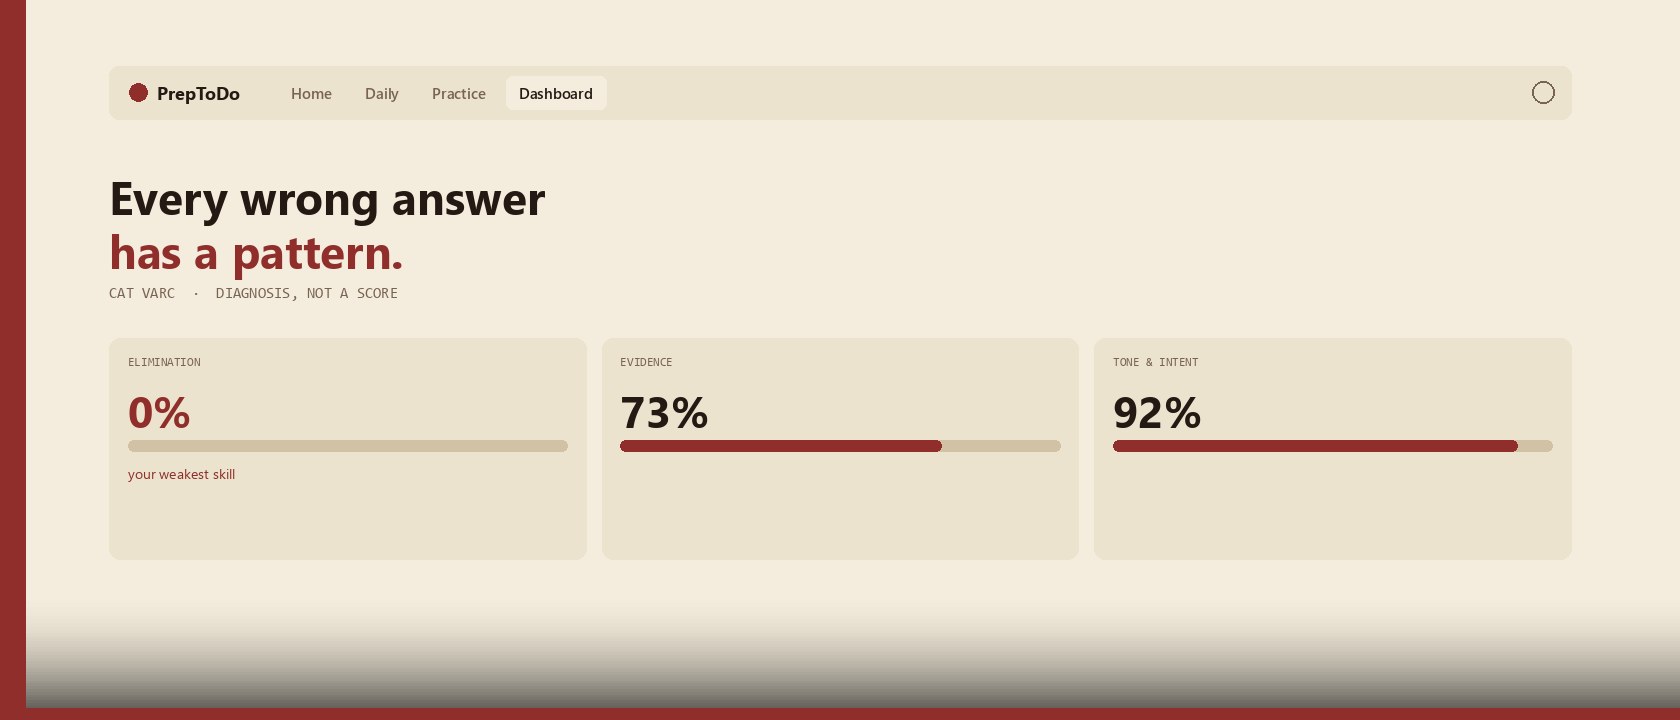 PrepToDo Home Daily Practice Dashboard
Every wrong answer
has a pattern.
CAT VARC · DIAGNOSIS, NOT A SCORE
ELIMINATION
0%
your weakest skill
EVIDENCE
73%
TONE & INTENT
92%